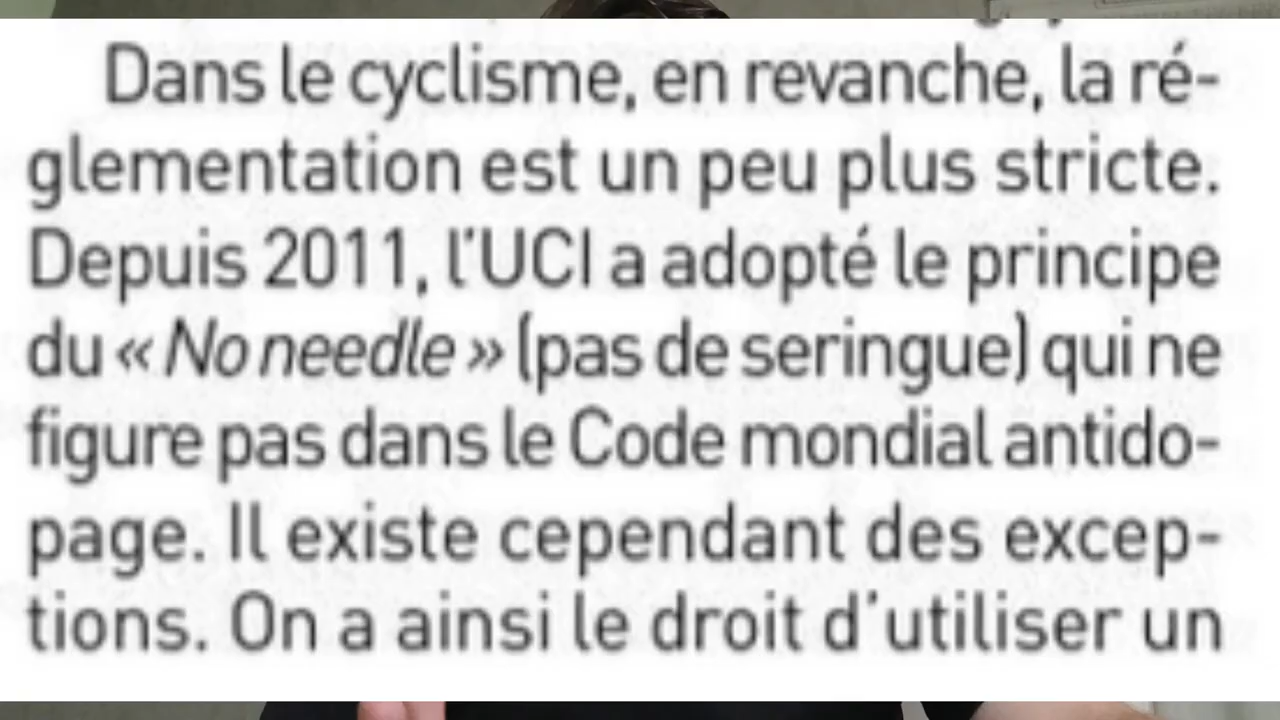 Dans le cyclisme, en revanche, la ré-
glementation est un peu plus stricte.
Depuis 2011, l'UCI a adopté le principe
du « No needle » (pas de seringue) qui ne
figure pas dans le Code mondial antido-
page. Il existe cependant des excep-
tions. On a ainsi le droit d'utiliser un